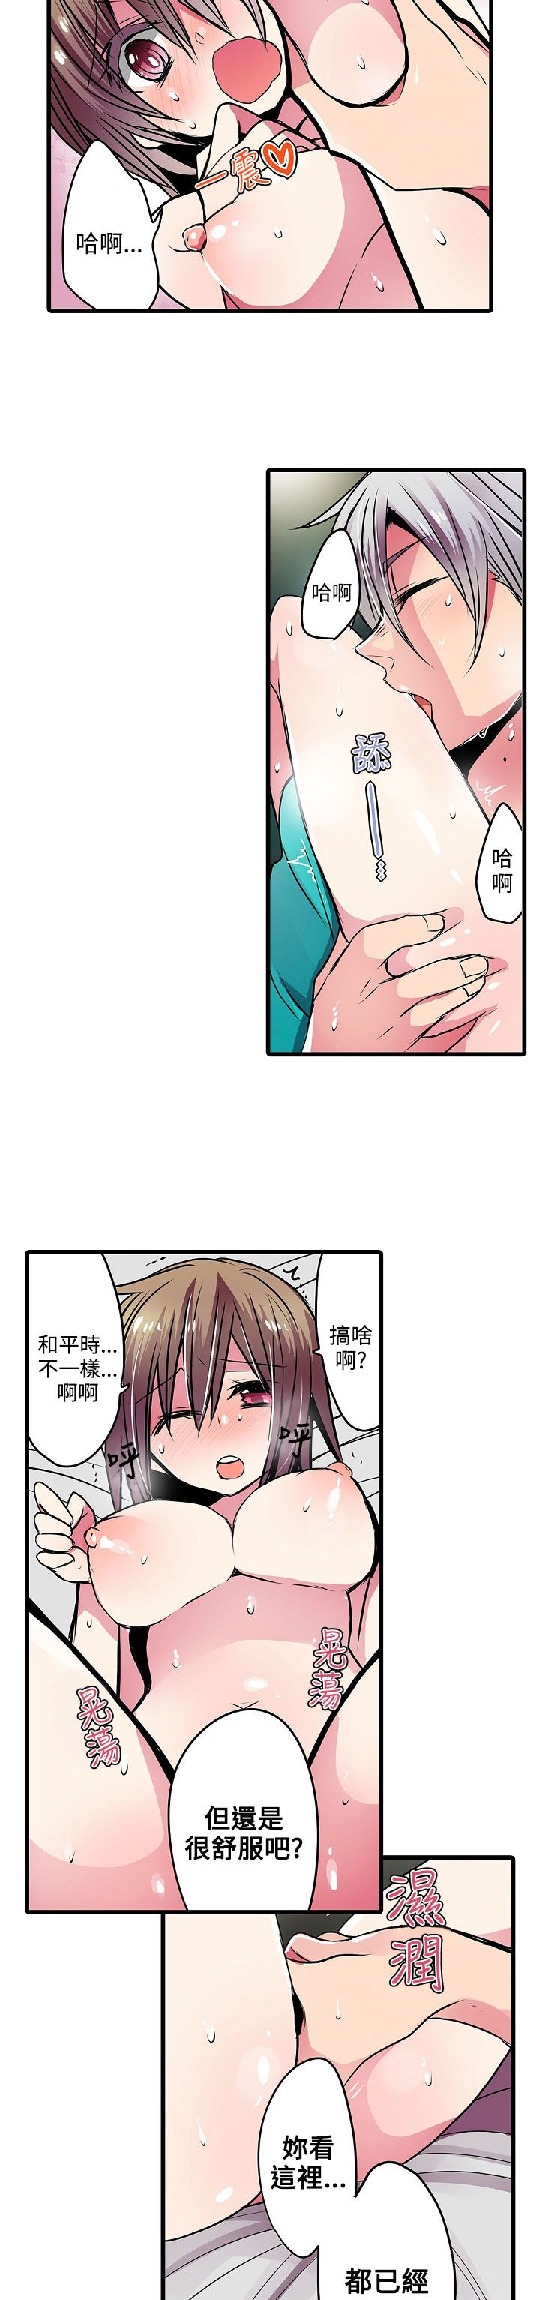 一震♡
哈啊…
哈啊
舔——
哈
啊
搞啥
啊?
和平時…
不一樣…
啊啊
呼
呼
晃蕩
晃蕩
但還是
很舒服吧?
濕潤
妳看
這裡…
都已經